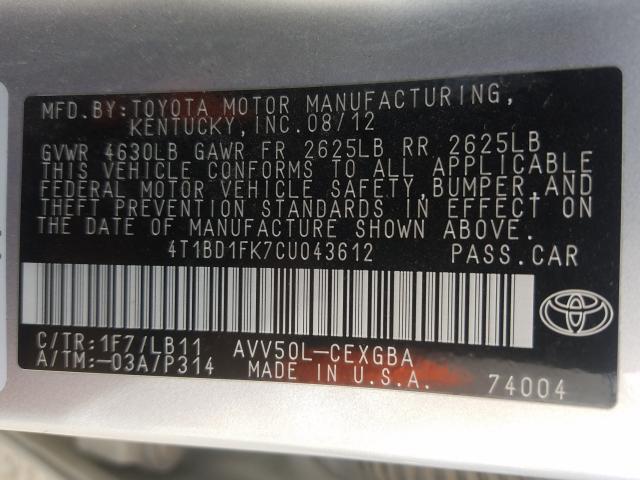 MFD.BY:TOYOTA MOTOR MANUFACTURING,
KENTUCKY,INC.08/12
GVWR 4630LB GAWR FR 2625LB RR 2625LB
THIS VEHICLE CONFORMS TO ALL APPLICABLE
FEDERAL MOTOR VEHICLE SAFETY,BUMPER,AND
THEFT PREVENTION STANDARDS IN EFFECT ON
THE DATE OF MANUFACTURE SHOWN ABOVE.
4T1BD1FK7CU043612 PASS.CAR
C/TR:1F7/LB11 AVV50L-CEXGBA
A/TM:-03A/P314 MADE IN U.S.A. 74004